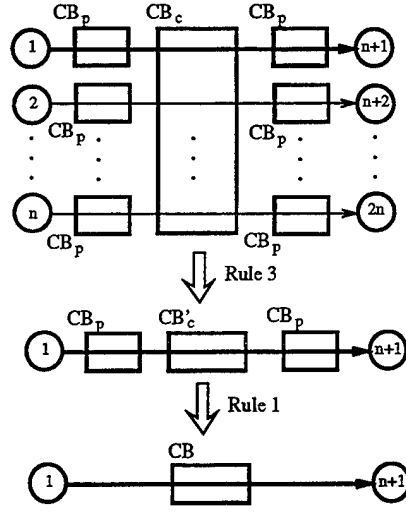 CB_p CB_c CB_p
1 n+1
2 n+2
CB_p CB_p
n 2n
CB_p CB_p
Rule 3
CB_p CB'_c CB_p
1 n+1
Rule 1
CB
1 n+1